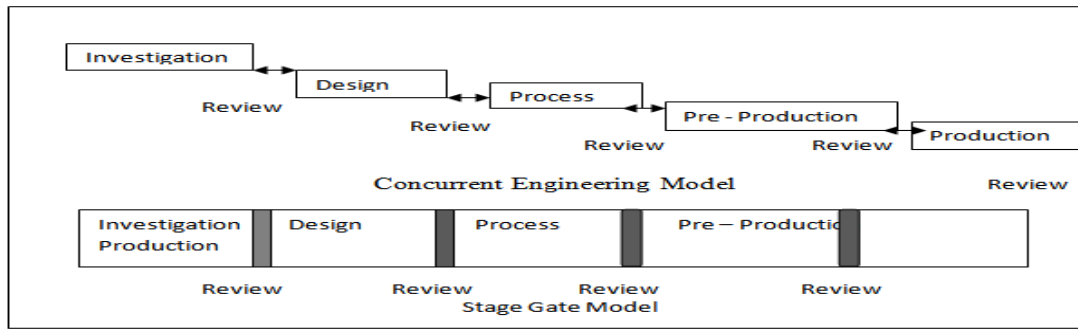 Investigation
Design
Review
Process
Review
Pre - Production
Review
Review
Production
Concurrent Engineering Model
Review
Investigation
Production
Design
Process
Pre – Productio
Review
Review
Review
Review
Stage Gate Model